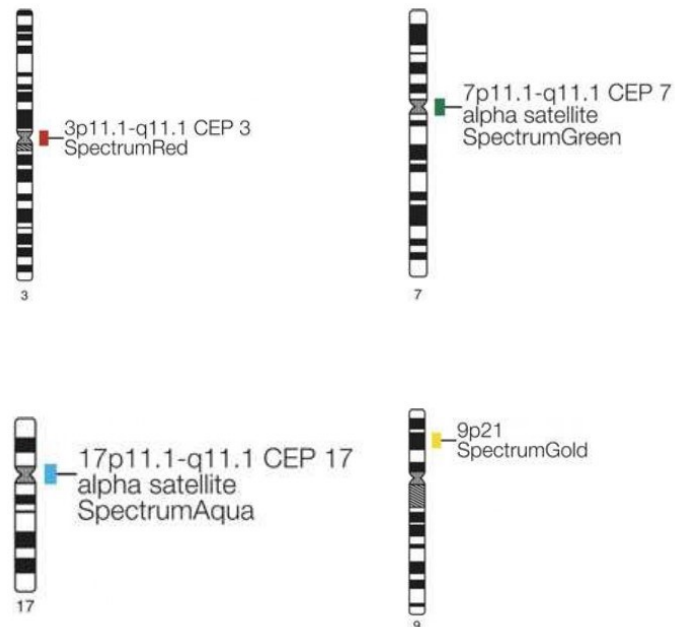 3p11.1-q11.1 CEP 3
SpectrumRed
3
7p11.1-q11.1 CEP 7
alpha satellite
SpectrumGreen
7
17p11.1-q11.1 CEP 17
alpha satellite
SpectrumAqua
17
9p21
SpectrumGold
9